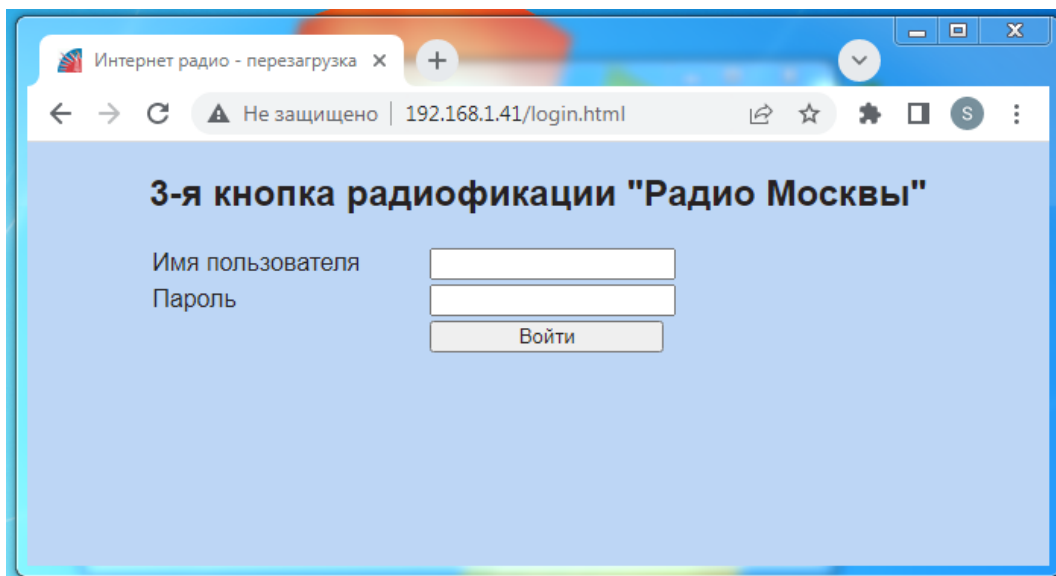 Интернет радио - перезагрузка
Не защищено 192.168.1.41/login.html
S
3-я кнопка радиофикации "Радио Москвы"
Имя пользователя
Пароль
Войти